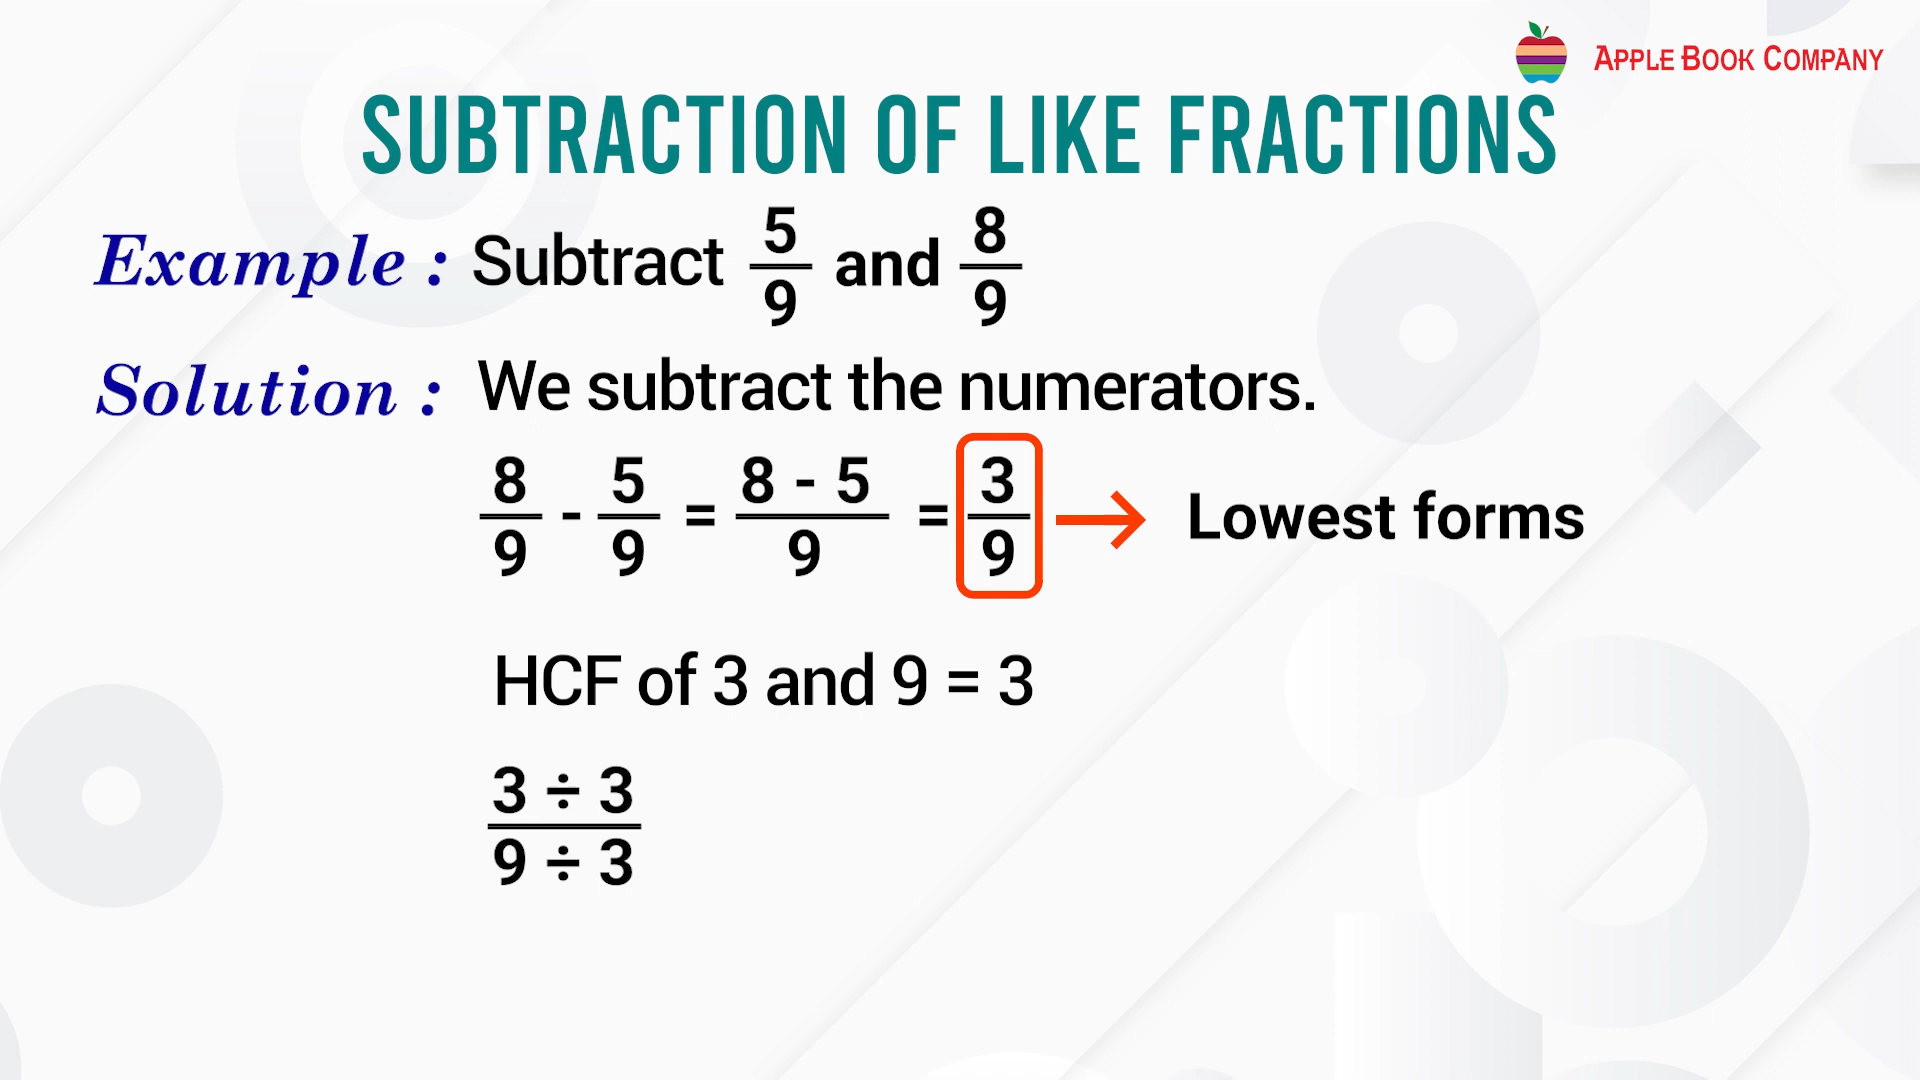 APPLE BOOK COMPANY
SUBTRACTION OF LIKE FRACTIONS
Example : Subtract 5/9 and 8/9
Solution : We subtract the numerators.
8/9 - 5/9 = 8 - 5/9 = 3/9 → Lowest forms
HCF of 3 and 9 = 3
3 ÷ 3
9 ÷ 3